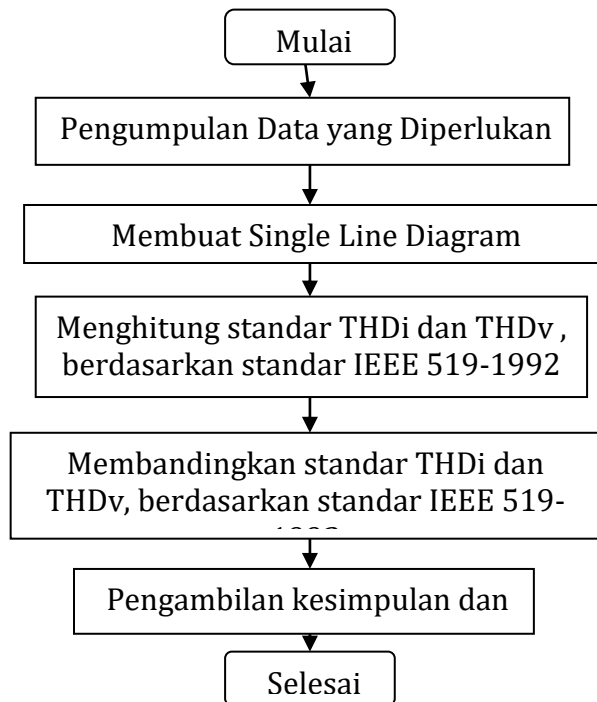 Mulai
Pengumpulan Data yang Diperlukan
Membuat Single Line Diagram
Menghitung standar THDi dan THDv ,
berdasarkan standar IEEE 519-1992
Membandingkan standar THDi dan
THDv, berdasarkan standar IEEE 519-
Pengambilan kesimpulan dan
Selesai